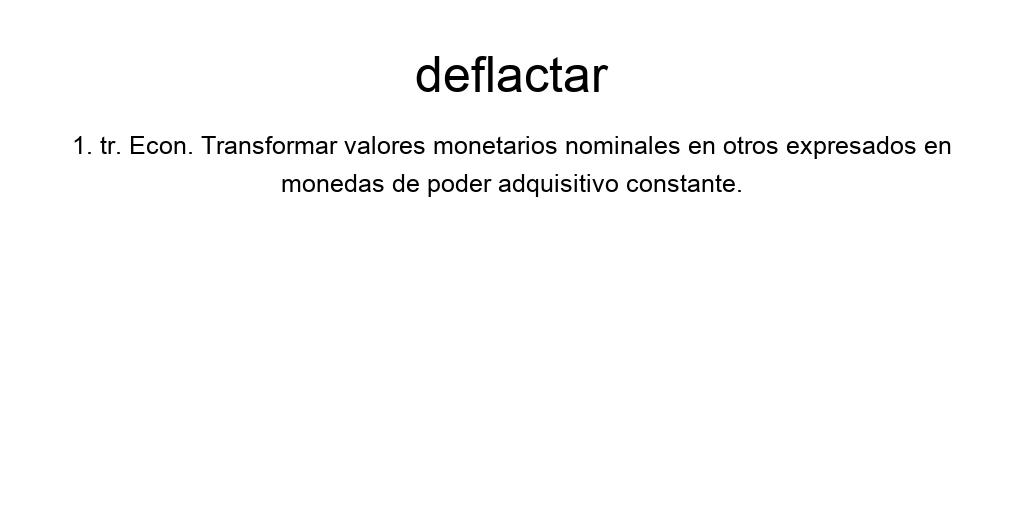 deflactar
1. tr. Econ. Transformar valores monetarios nominales en otros expresados en
monedas de poder adquisitivo constante.